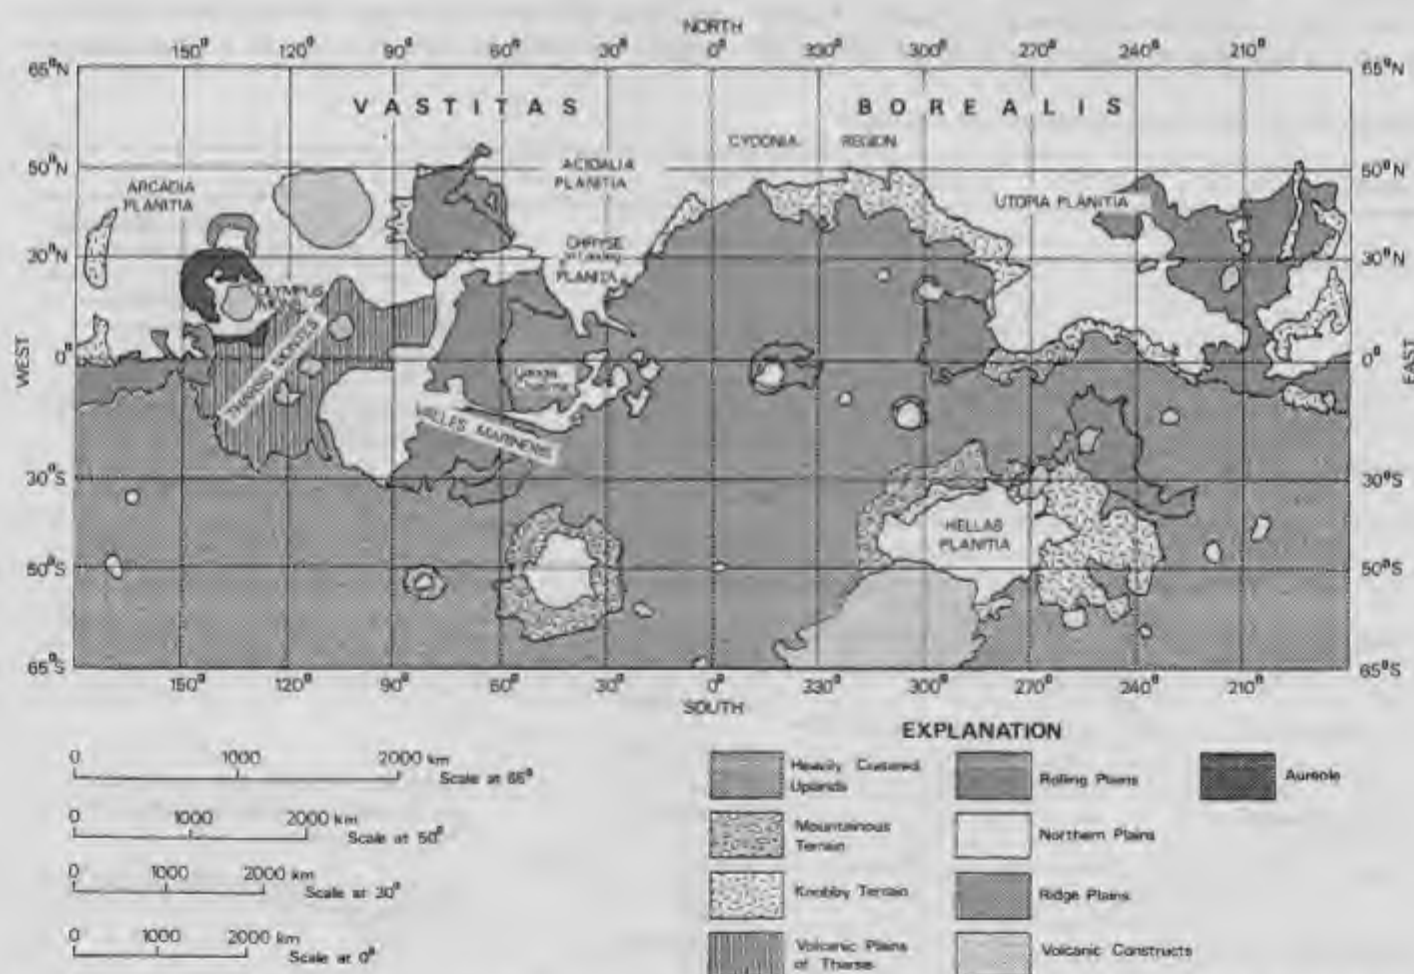 NORTH
150° 120° 90° 60° 30° 0° 330° 300° 270° 240° 210°
65°N 65°N
VASTITAS BOREALIS
CYDONIA REGION
50°N 50°N
ARCADIA
PLANITIA
ACIDALIA
PLANITIA
UTOPIA PLANITIA
CHRYSE
PLANITIA
30°N 30°N
OLYMPUS
MONS
THARSIS MONTES
WEST
0° 0°
EAST
VALLES MARINERIS
30°S 30°S
HELLAS
PLANITIA
50°S 50°S
65°S 65°S
150° 120° 90° 60° 30° 0° 330° 300° 270° 240° 210°
SOUTH
EXPLANATION
0 1000 2000 km
Scale at 65°
0 1000 2000 km
Scale at 50°
0 1000 2000 km
Scale at 30°
0 1000 2000 km
Scale at 0°
Heavily Cratered
Uplands
Rolling Plains
Aureole
Mountainous
Terrain
Northern Plains
Knobby Terrain
Ridge Plains
Volcanic Plains
of Tharsis
Volcanic Constructs